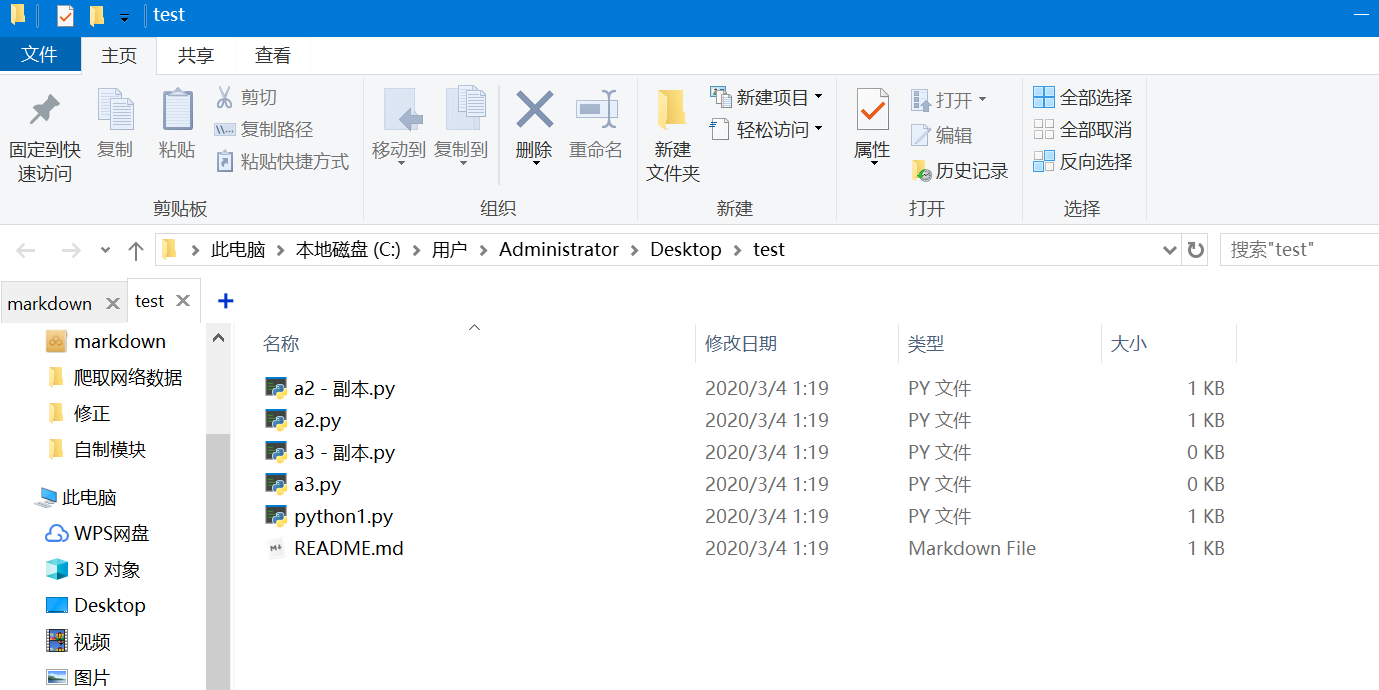 test
文件 主页 共享 查看
固定到快速访问
复制
粘贴
剪切
复制路径
粘贴快捷方式
剪贴板
移动到
复制到
删除
重命名
组织
新建
文件夹
新建项目
轻松访问
新建
属性
打开
编辑
历史记录
打开
全部选择
全部取消
反向选择
选择
此电脑 > 本地磁盘 (C:) > 用户 > Administrator > Desktop > test
搜索"test"
markdown test
markdown
爬取网络数据
修正
自制模块
此电脑
WPS网盘
3D 对象
Desktop
视频
图片
名称 修改日期 类型 大小
a2 - 副本.py 2020/3/4 1:19 PY 文件 1 KB
a2.py 2020/3/4 1:19 PY 文件 1 KB
a3 - 副本.py 2020/3/4 1:19 PY 文件 0 KB
a3.py 2020/3/4 1:19 PY 文件 0 KB
python1.py 2020/3/4 1:19 PY 文件 1 KB
README.md 2020/3/4 1:19 Markdown File 1 KB